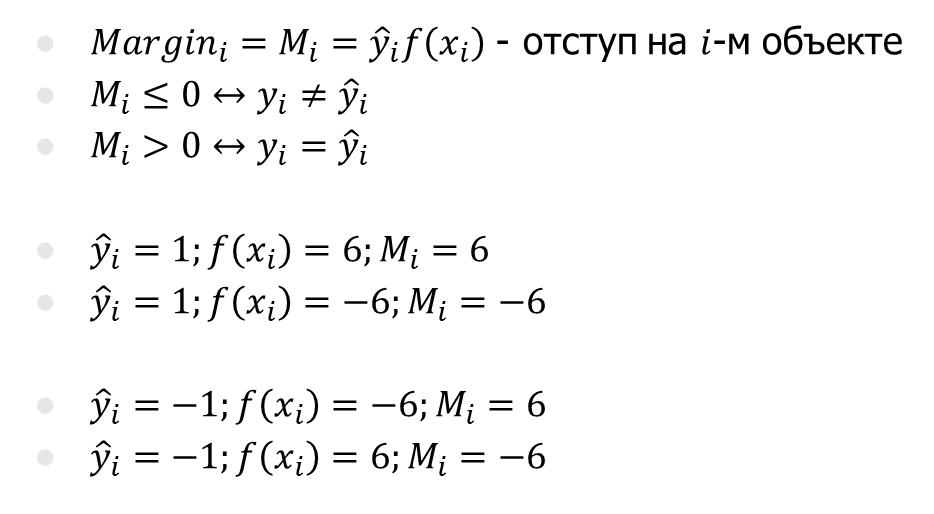 Margin_i = M_i = ŷ_i f(x_i) - отступ на i-м объекте
M_i ≤ 0 ↔ y_i ≠ ŷ_i
M_i > 0 ↔ y_i = ŷ_i
ŷ_i = 1; f(x_i) = 6; M_i = 6
ŷ_i = 1; f(x_i) = −6; M_i = −6
ŷ_i = −1; f(x_i) = −6; M_i = 6
ŷ_i = −1; f(x_i) = 6; M_i = −6